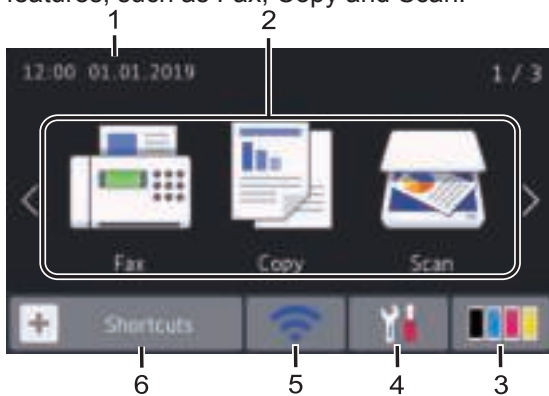 features, such as Fax, Copy and Scan.
1 2
12:00 01.01.2019 1 / 3
Fax Copy Scan
Shortcuts
6 5 4 3